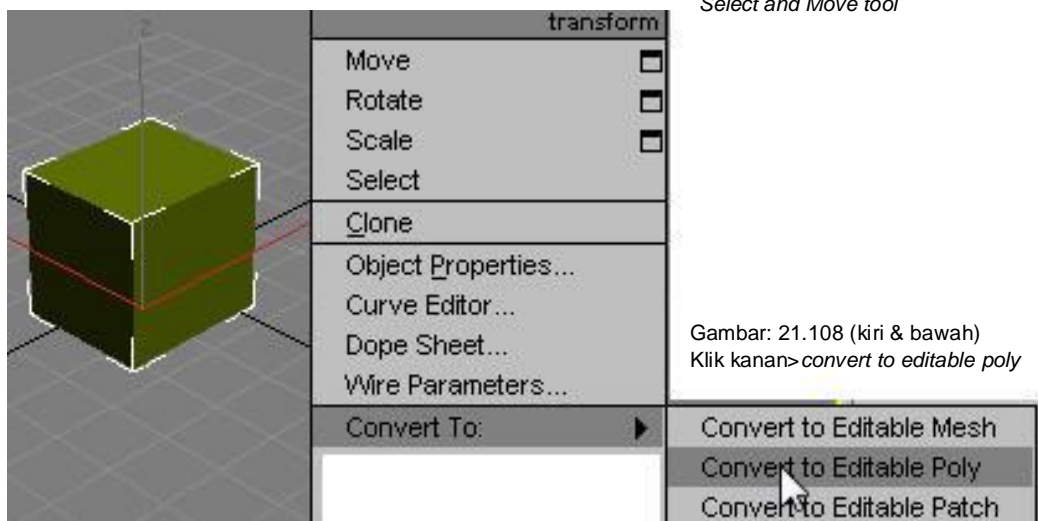 Select and Move tool
z
transform
Move
Rotate
Scale
Select
Clone
Object Properties...
Curve Editor...
Dope Sheet...
Wire Parameters...
Convert To:
Gambar: 21.108 (kiri & bawah)
Klik kanan>convert to editable poly
Convert to Editable Mesh
Convert to Editable Poly
Convert to Editable Patch